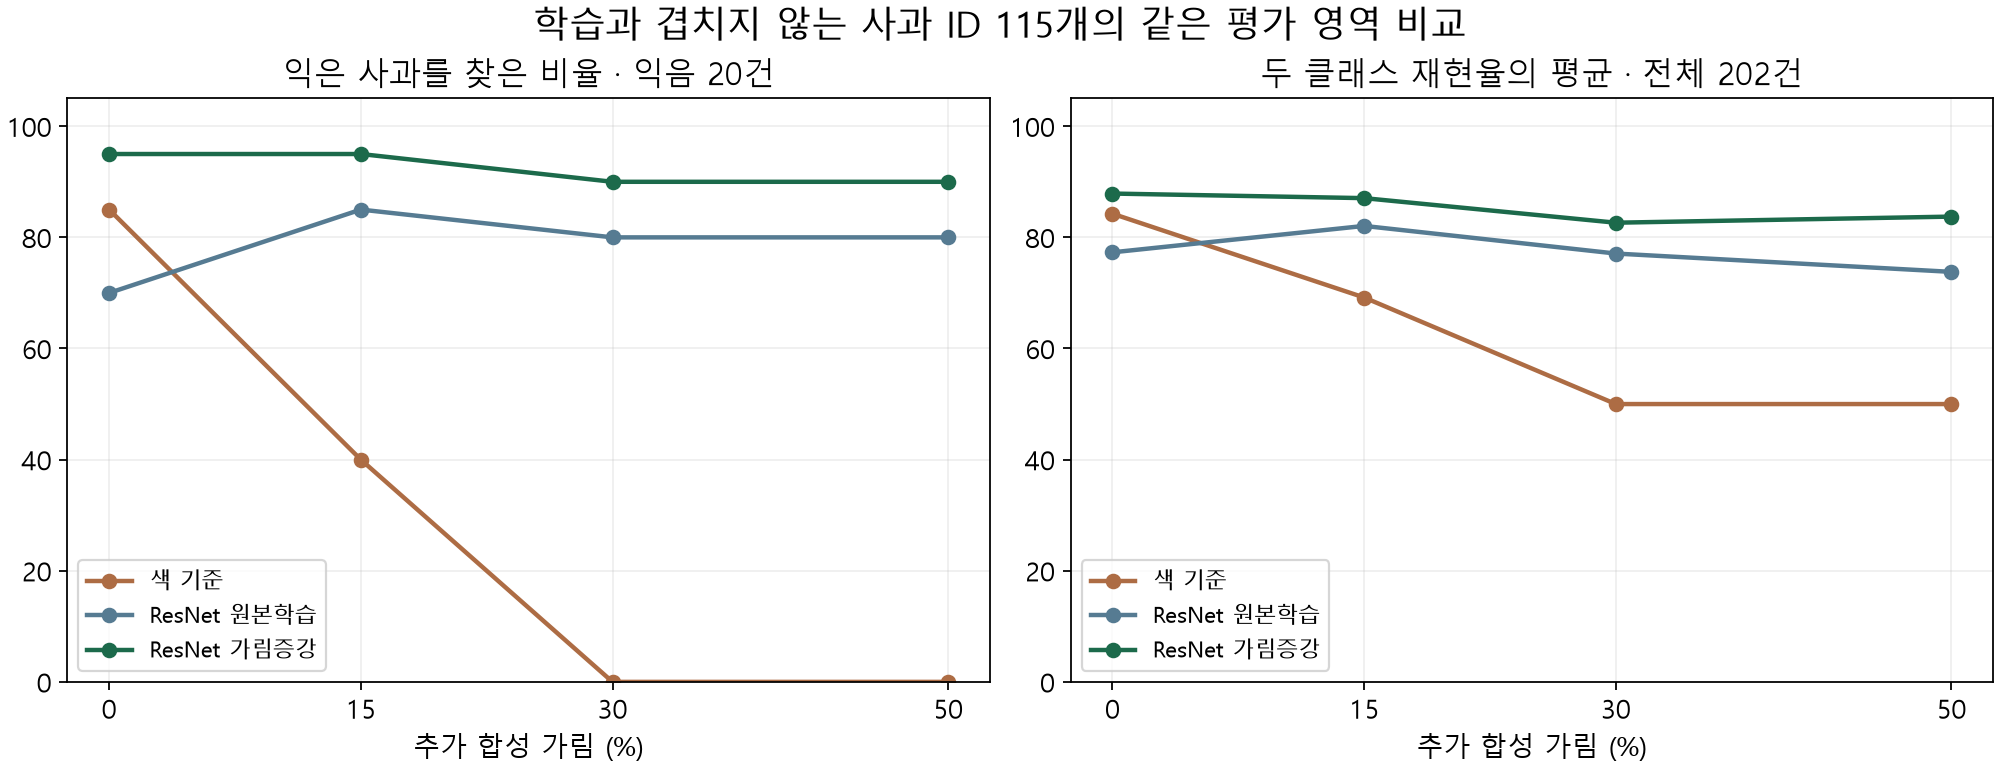 학습과 겹치지 않는 사과 ID 115개의 같은 평가 영역 비교
익은 사과를 찾은 비율 · 익음 20건
100
80
60
40
20
0
색 기준
ResNet 원본학습
ResNet 가림증강
0 15 30 50
추가 합성 가림 (%)
두 클래스 재현율의 평균 · 전체 202건
100
80
60
40
20
0
색 기준
ResNet 원본학습
ResNet 가림증강
0 15 30 50
추가 합성 가림 (%)